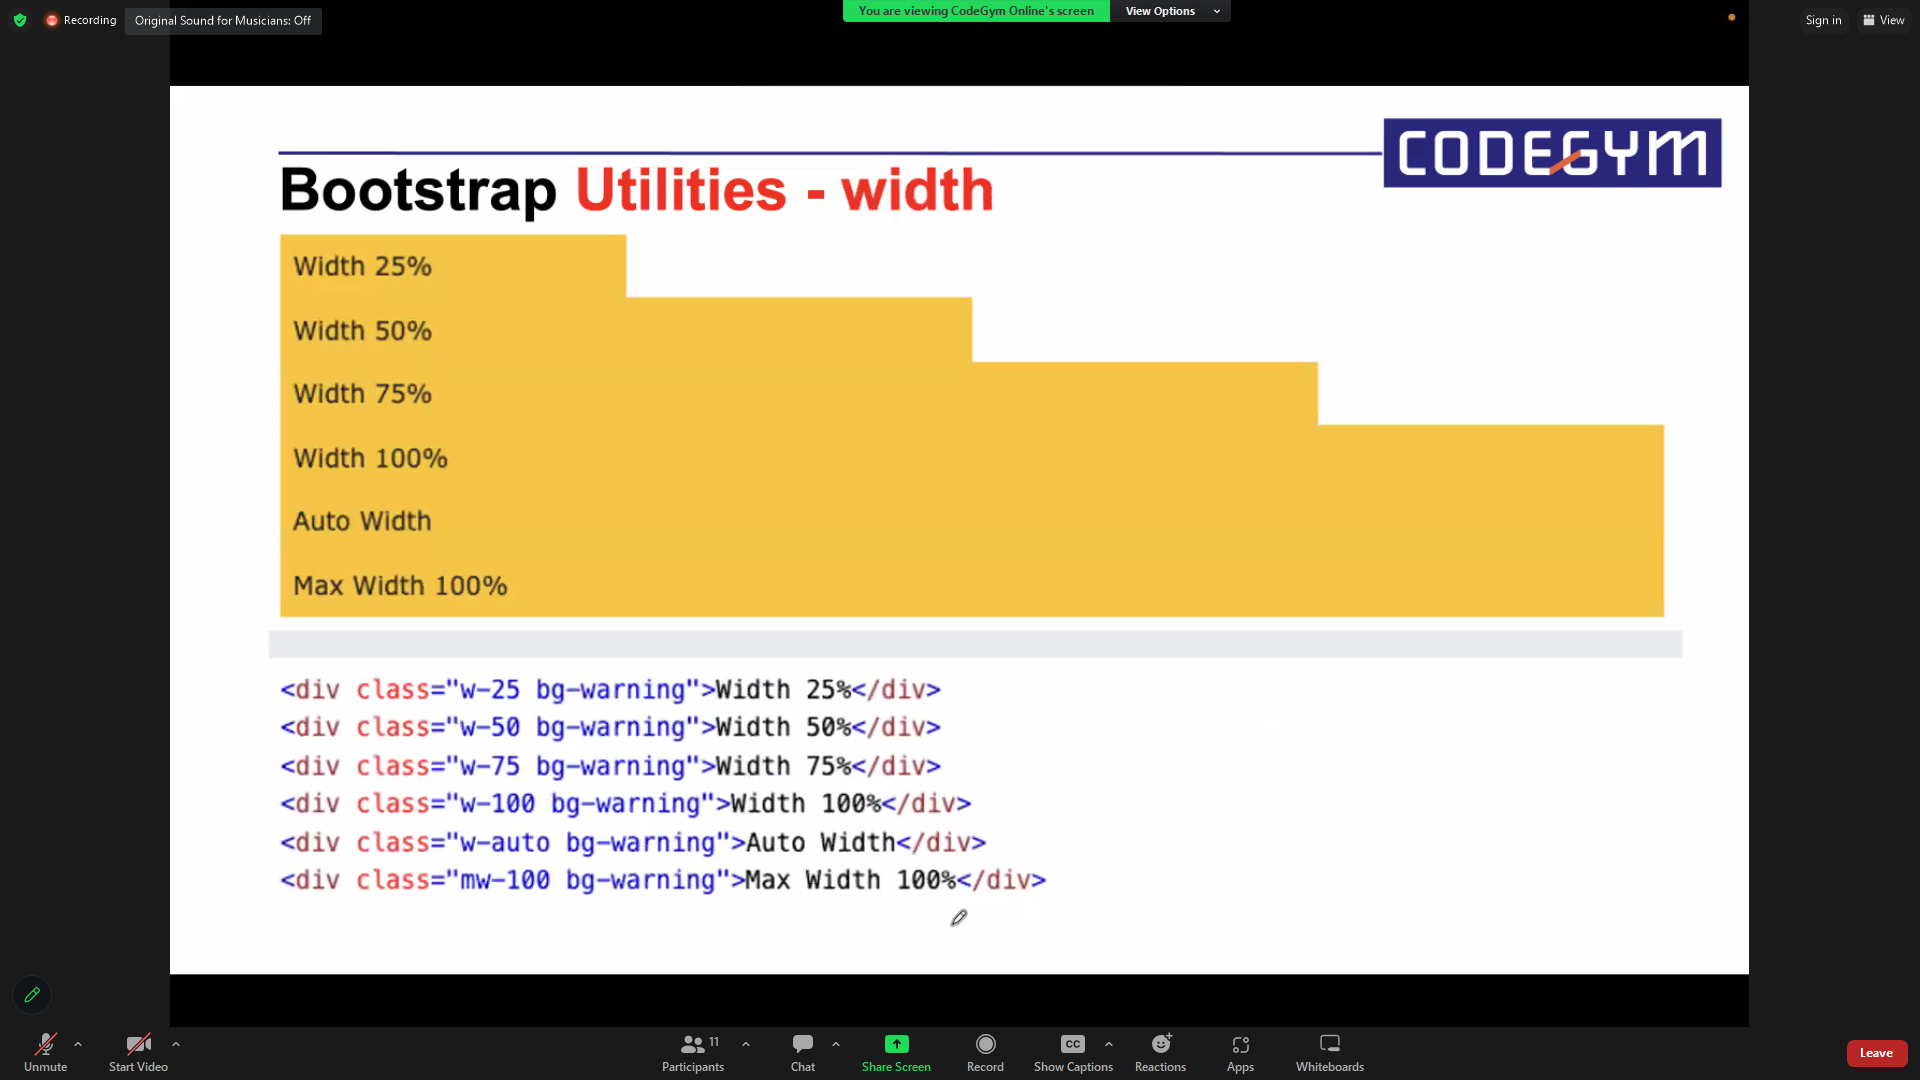 Recording
Original Sound for Musicians: Off
You are viewing CodeGym Online's screen
View Options
Sign in
View
CODEGYM
Bootstrap Utilities - width
Width 25%
Width 50%
Width 75%
Width 100%
Auto Width
Max Width 100%
<div class="w-25 bg-warning">Width 25%</div>
<div class="w-50 bg-warning">Width 50%</div>
<div class="w-75 bg-warning">Width 75%</div>
<div class="w-100 bg-warning">Width 100%</div>
<div class="w-auto bg-warning">Auto Width</div>
<div class="mw-100 bg-warning">Max Width 100%</div>
Unmute
Start Video
11
Participants
Chat
Share Screen
Record
CC
Show Captions
Reactions
Apps
Whiteboards
Leave